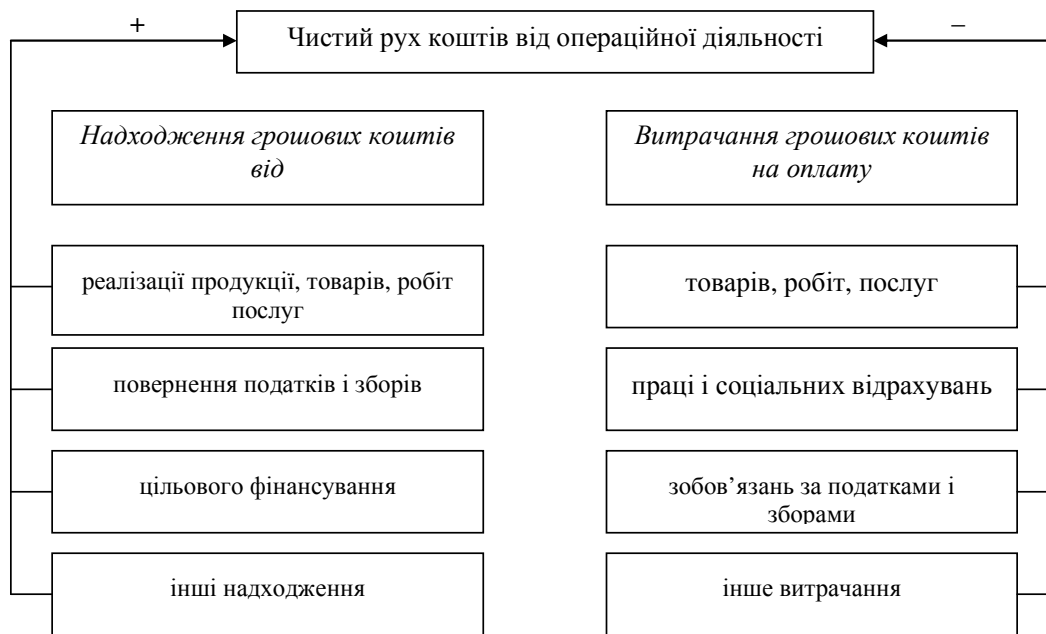 +
–
Чистий рух коштів від операційної діяльності
Надходження грошових коштів
від
Витрачання грошових коштів
на оплату
реалізації продукції, товарів, робіт
послуг
товарів, робіт, послуг
повернення податків і зборів
праці і соціальних відрахувань
цільового фінансування
зобов’язань за податками і
зборами
інші надходження
інше витрачання